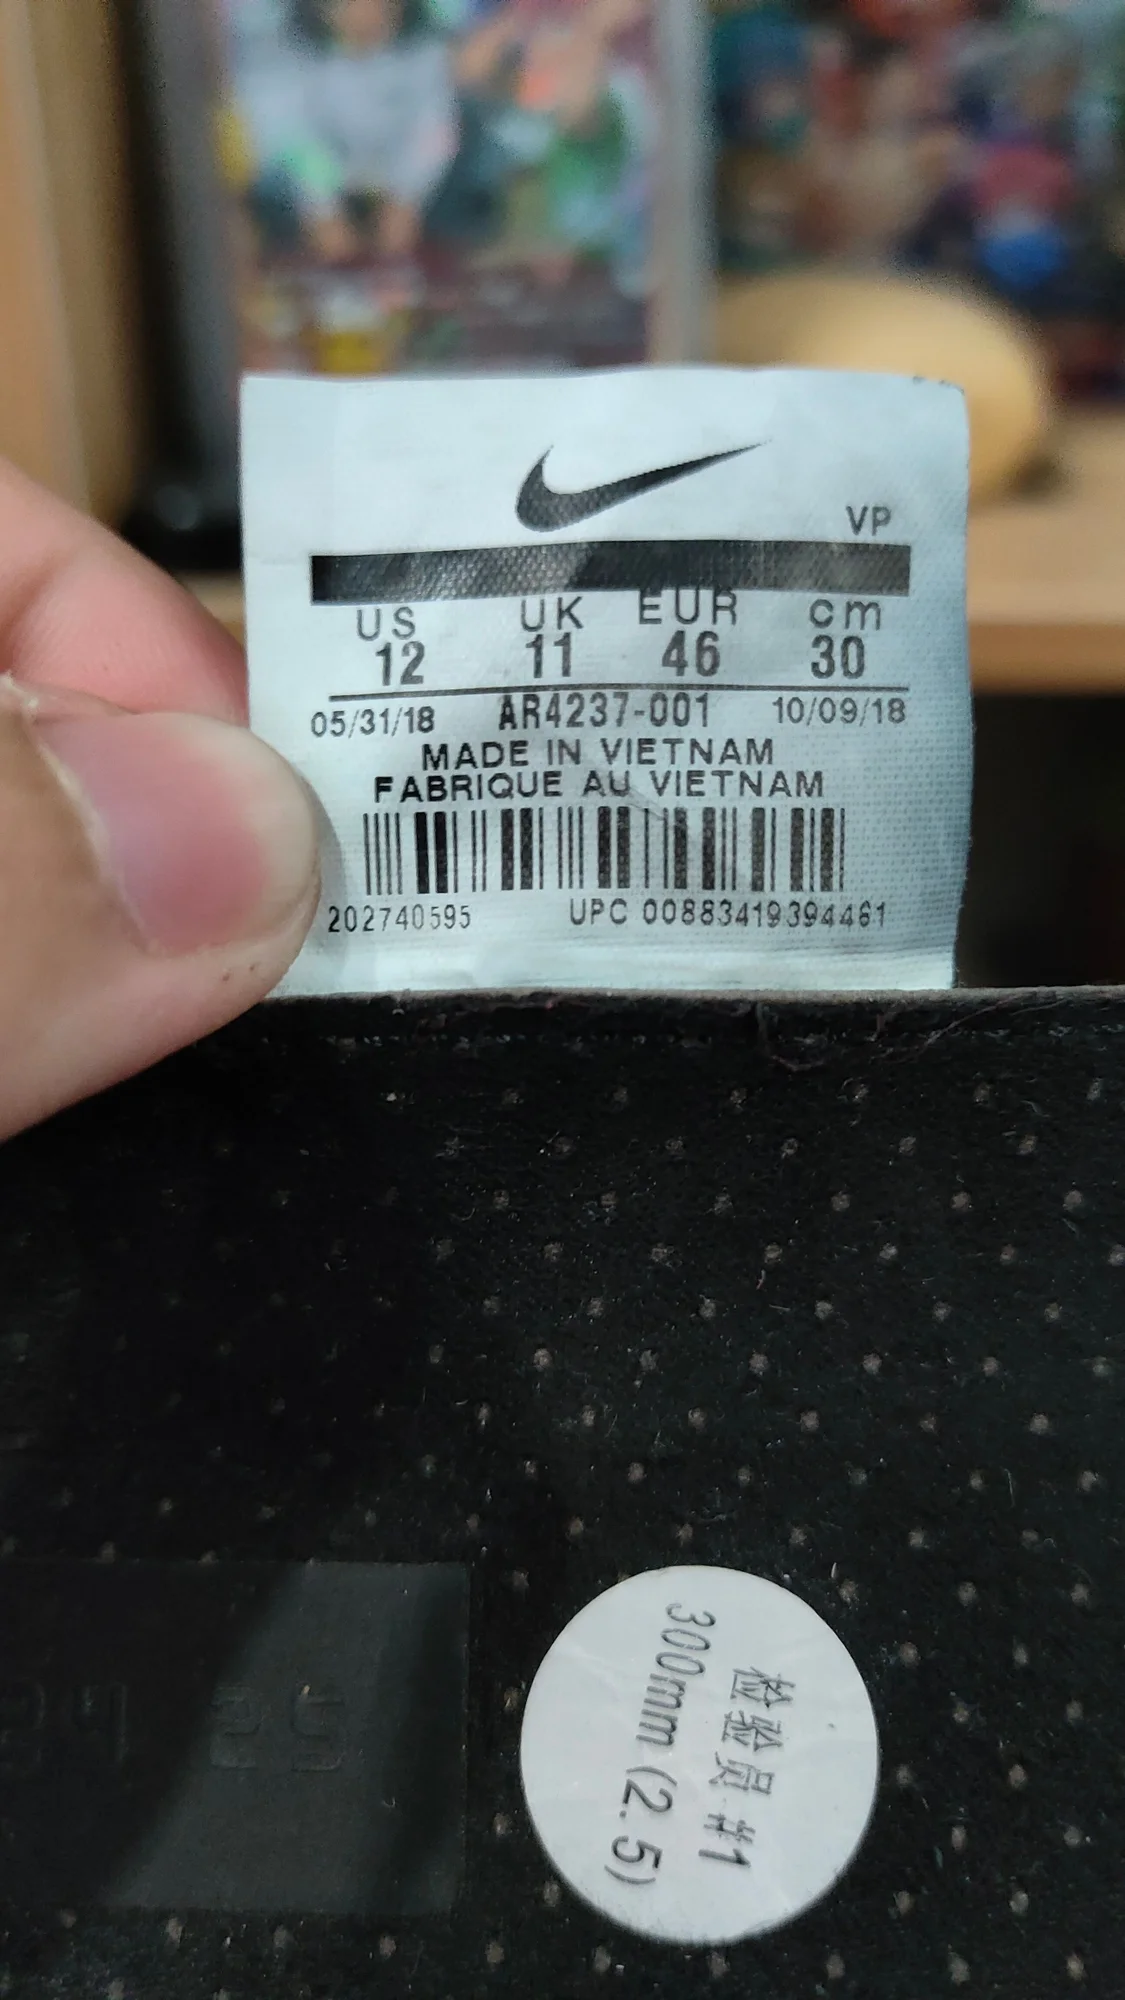 VP
US UK EUR cm
12 11 46 30
05/31/18 AR4237-001 10/09/18
MADE IN VIETNAM
FABRIQUE AU VIETNAM
202740595 UPC 00883419394461
检验员 #1
300mm (2.5)